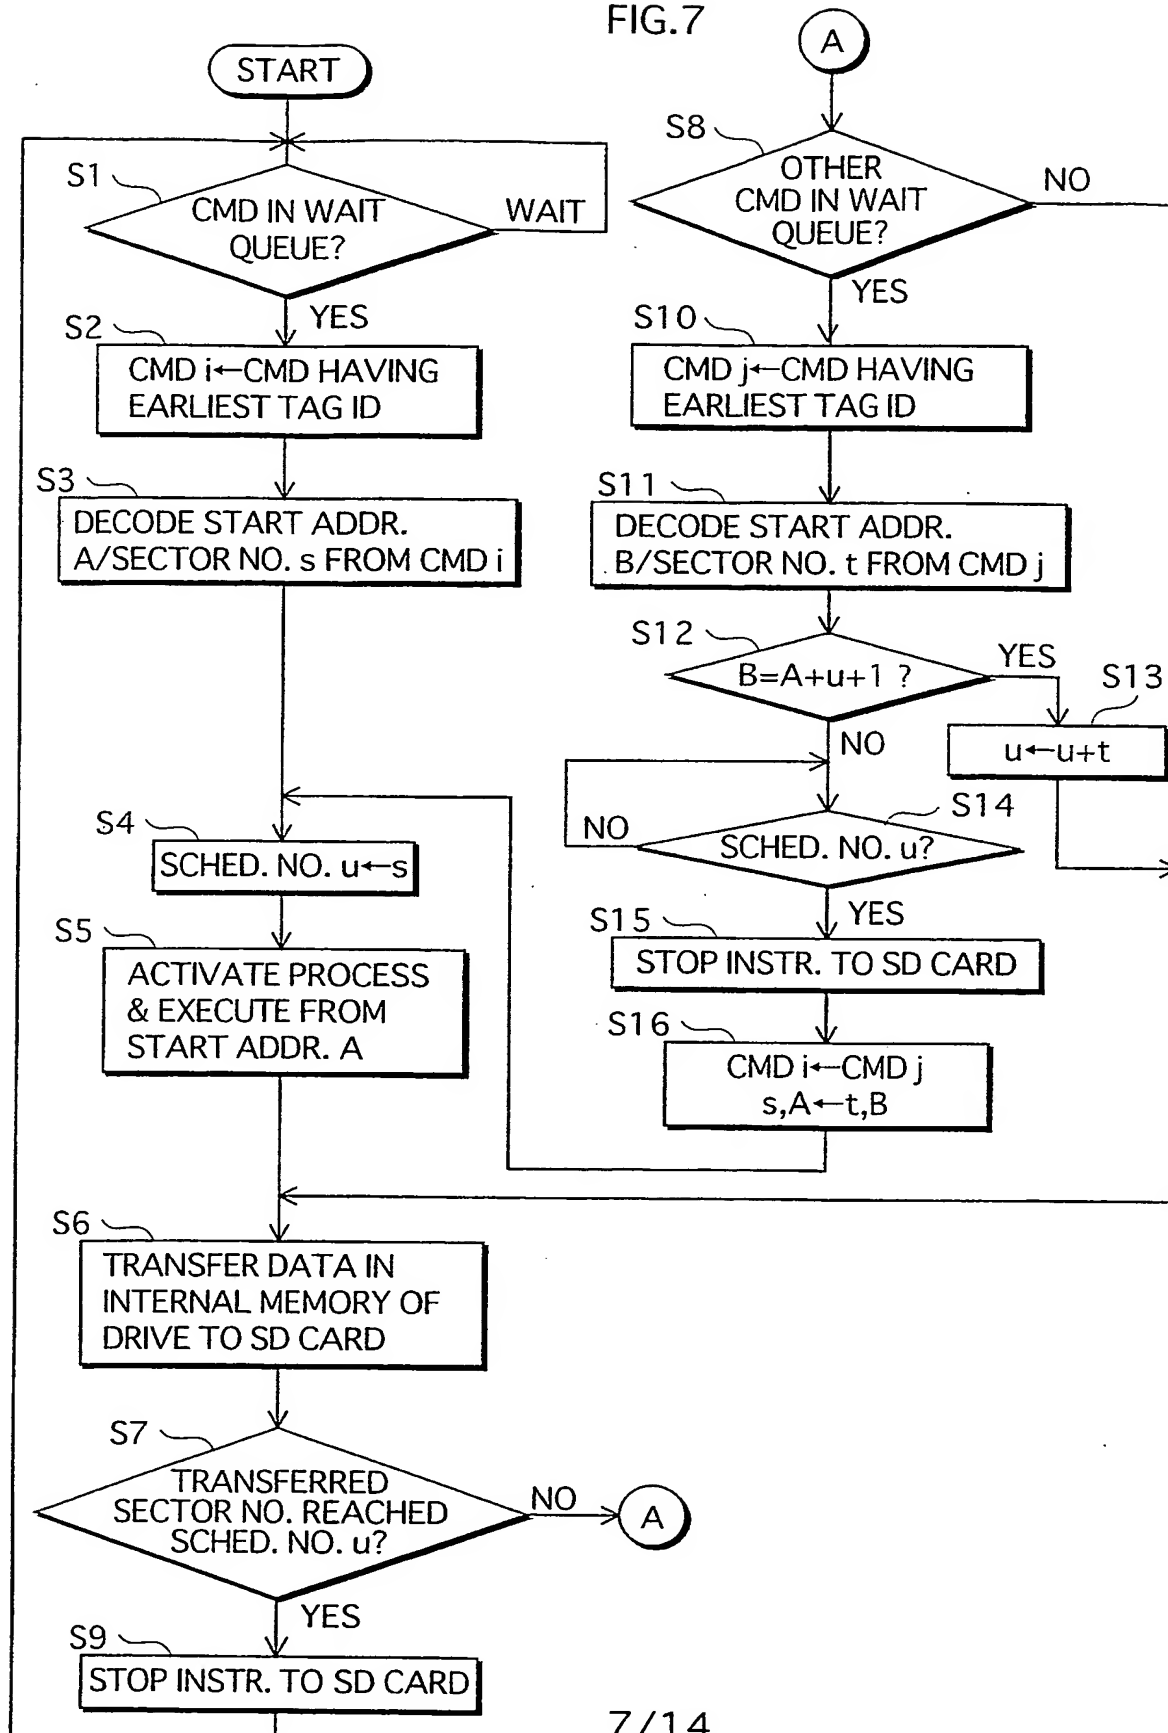 FIG.7
START
S1
CMD IN WAIT
QUEUE?
WAIT
YES
S2
CMD i←CMD HAVING
EARLIEST TAG ID
S3
DECODE START ADDR.
A/SECTOR NO. s FROM CMD i
S4
SCHED. NO. u←s
S5
ACTIVATE PROCESS
& EXECUTE FROM
START ADDR. A
S6
TRANSFER DATA IN
INTERNAL MEMORY OF
DRIVE TO SD CARD
S7
TRANSFERRED
SECTOR NO. REACHED
SCHED. NO. u?
NO
A
YES
S9
STOP INSTR. TO SD CARD
A
S8
OTHER
CMD IN WAIT
QUEUE?
NO
YES
S10
CMD j←CMD HAVING
EARLIEST TAG ID
S11
DECODE START ADDR.
B/SECTOR NO. t FROM CMD j
S12
B=A+u+1 ?
YES
S13
u←u+t
NO
S14
SCHED. NO. u?
NO
YES
S15
STOP INSTR. TO SD CARD
S16
CMD i←CMD j
s,A←t,B
7/14